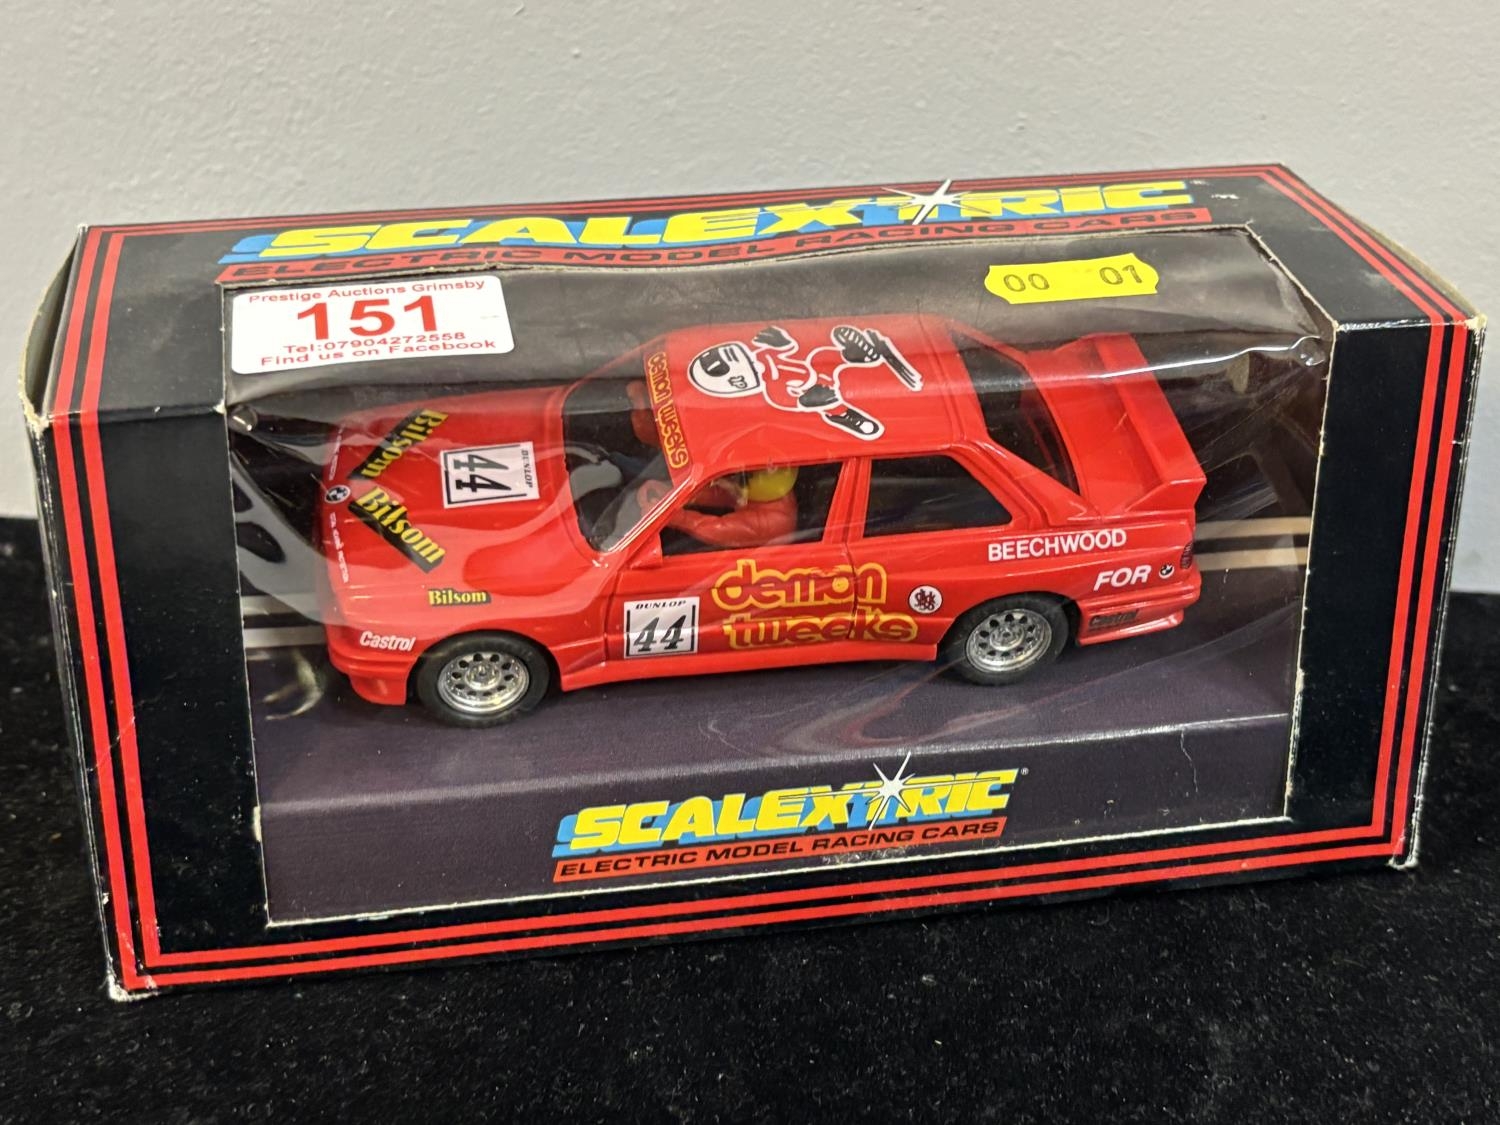 SCALEXTRIC
ELECTRIC MODEL RACING CARS
Prestige Auctions Grimsby
151
Tel:07904272558
Find us on Facebook
00 01
demon tweeks
Bilsom
Bilsom
DUNLOP
44
Bilsom
Castrol
DUNLOP
44
demon
tweeks
BEECHWOOD
FOR
Castrol
SCALEXTRIC®
ELECTRIC MODEL RACING CARS